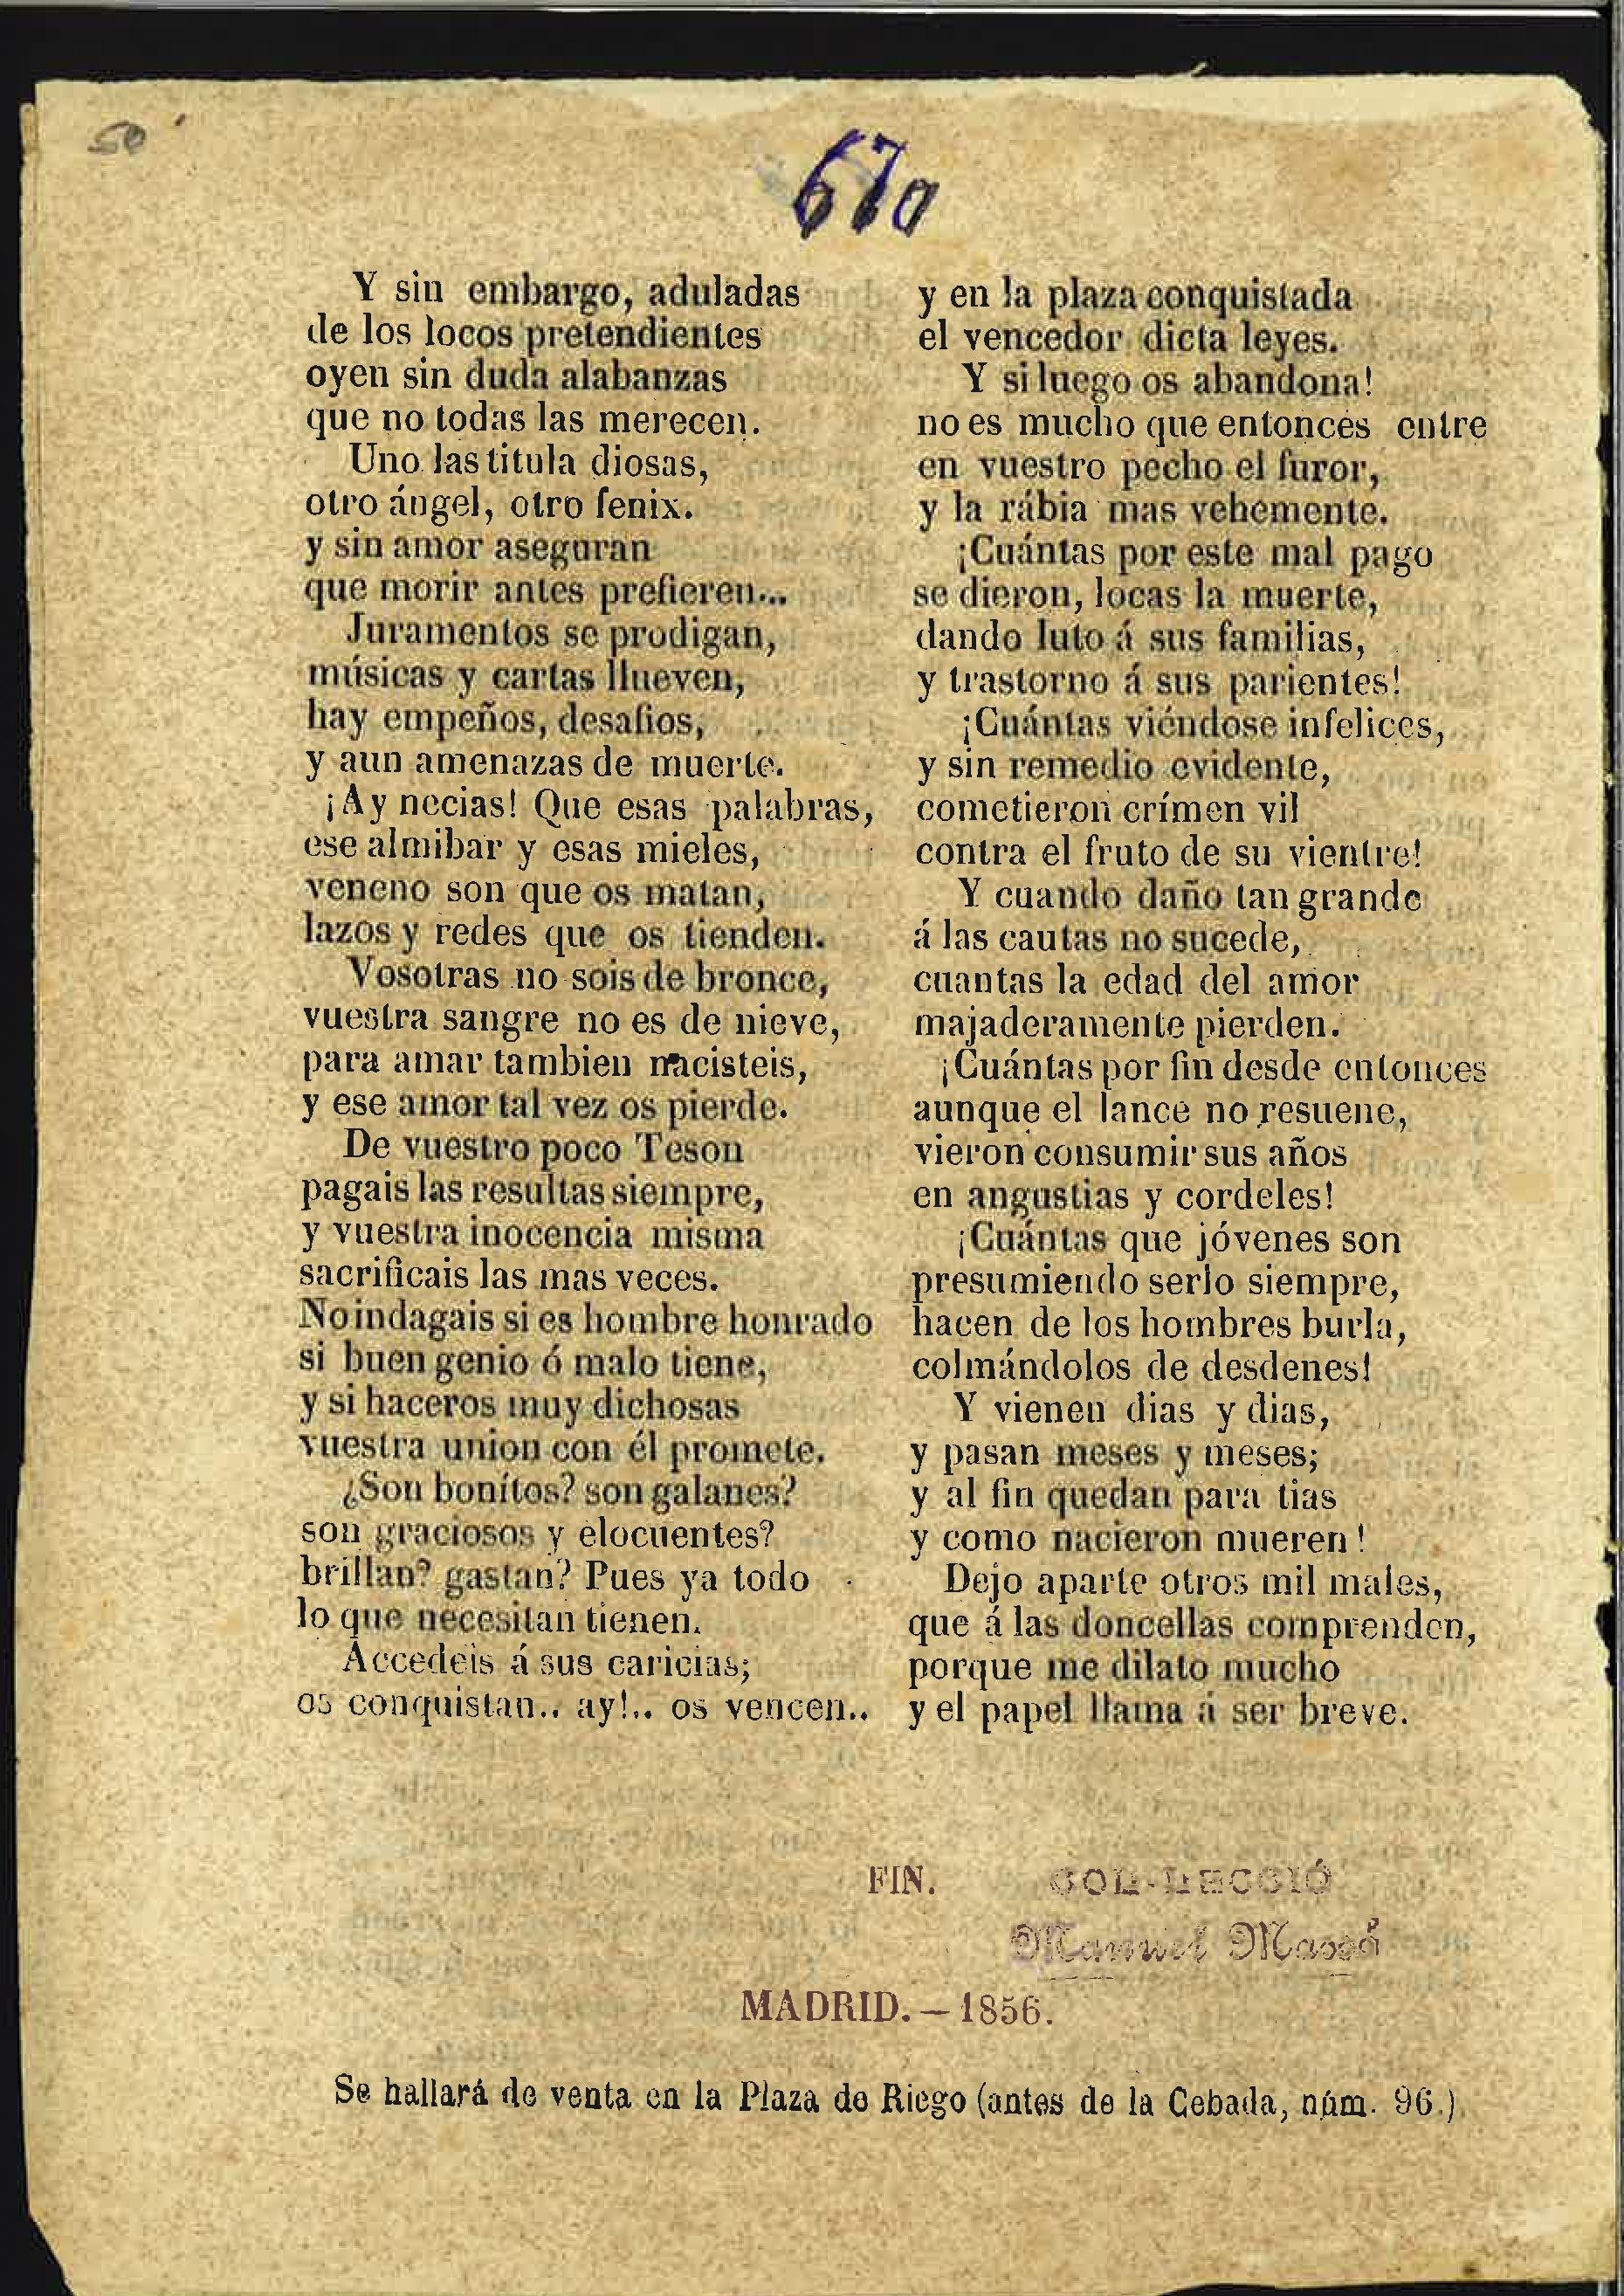 50
67a
Y sin embargo, aduladas
de los locos pretendientes
oyen sin duda alabanzas
que no todas las merecen.
Uno las titula diosas,
otro ángel, otro fenix.
y sin amor aseguran
que morir antes prefieren...
Juramentos se prodigan,
músicas y cartas llueven,
hay empeños, desafios,
y aun amenazas de muerte.
¡Ay necias! Que esas palabras,
ese almibar y esas mieles,
veneno son que os matan,
lazos y redes que os tienden.
Vosotras no sois de bronce,
vuestra sangre no es de nieve,
para amar tambien nacisteis,
y ese amor tal vez os pierde.
De vuestro poco Teson
pagais las resultas siempre,
y vuestra inocencia misma
sacrificais las mas veces.
No indagais si es hombre honrado
si buen genio ó malo tiene,
y si haceros muy dichosas
vuestra union con él promete.
¿Son bonítos? son galanes?
son graciosos y elocuentes?
brillan? gastan? Pues ya todo
lo que necesitan tienen.
Accedeis á sus caricias;
os conquistan.. ay!.. os vencen..
y en la plaza conquistada
el vencedor dicta leyes.
Y si luego os abandona!
no es mucho que entonces entre
en vuestro pecho el furor,
y la rábia mas vehemente.
¡Cuántas por este mal pago
se dieron, locas la muerte,
dando luto á sus familias,
y trastorno á sus parientes!
¡Cuántas viéndose infelices,
y sin remedio evidente,
cometieron crímen vil
contra el fruto de su vientre!
Y cuando daño tan grande
á las cautas no sucede,
cuantas la edad del amor
majaderamente pierden.
¡Cuántas por fin desde entonces
aunque el lance no resuene,
vieron consumir sus años
en angustias y cordeles!
¡Cuántas que jóvenes son
presumiendo serlo siempre,
hacen de los hombres burla,
colmándolos de desdenes!
Y vienen dias y dias,
y pasan meses y meses;
y al fin quedan para tias
y como nacieron mueren!
Dejo aparte otros mil males,
que á las doncellas comprenden,
porque me dilato mucho
y el papel llama á ser breve.
FIN.
COL·LECCIÓ
Manuel Massó
MADRID.—1856.
Se hallará de venta en la Plaza de Riego (antes de la Cebada, núm. 96.)